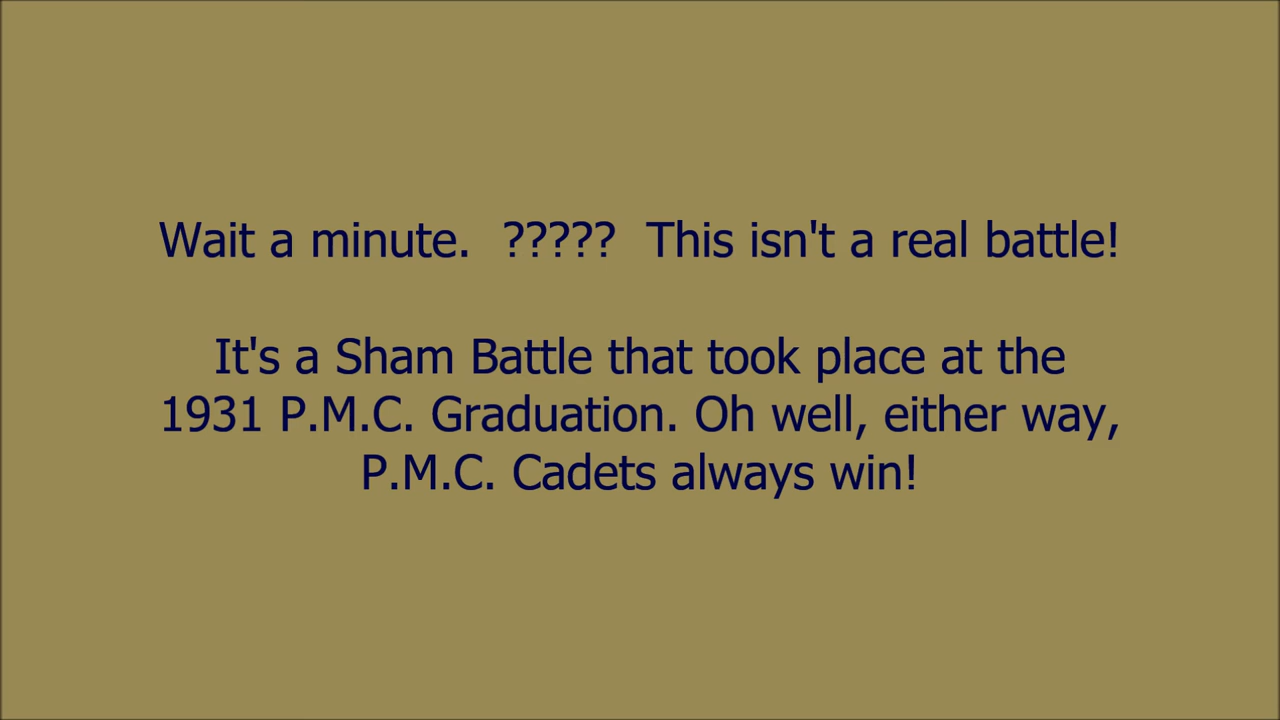 Wait a minute.  ?????  This isn't a real battle!
It's a Sham Battle that took place at the
1931 P.M.C. Graduation. Oh well, either way,
P.M.C. Cadets always win!